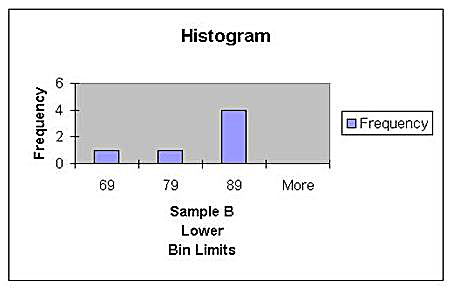 Histogram
Frequency
6
4
2
0
69 79 89 More
Sample B
Lower
Bin Limits
Frequency